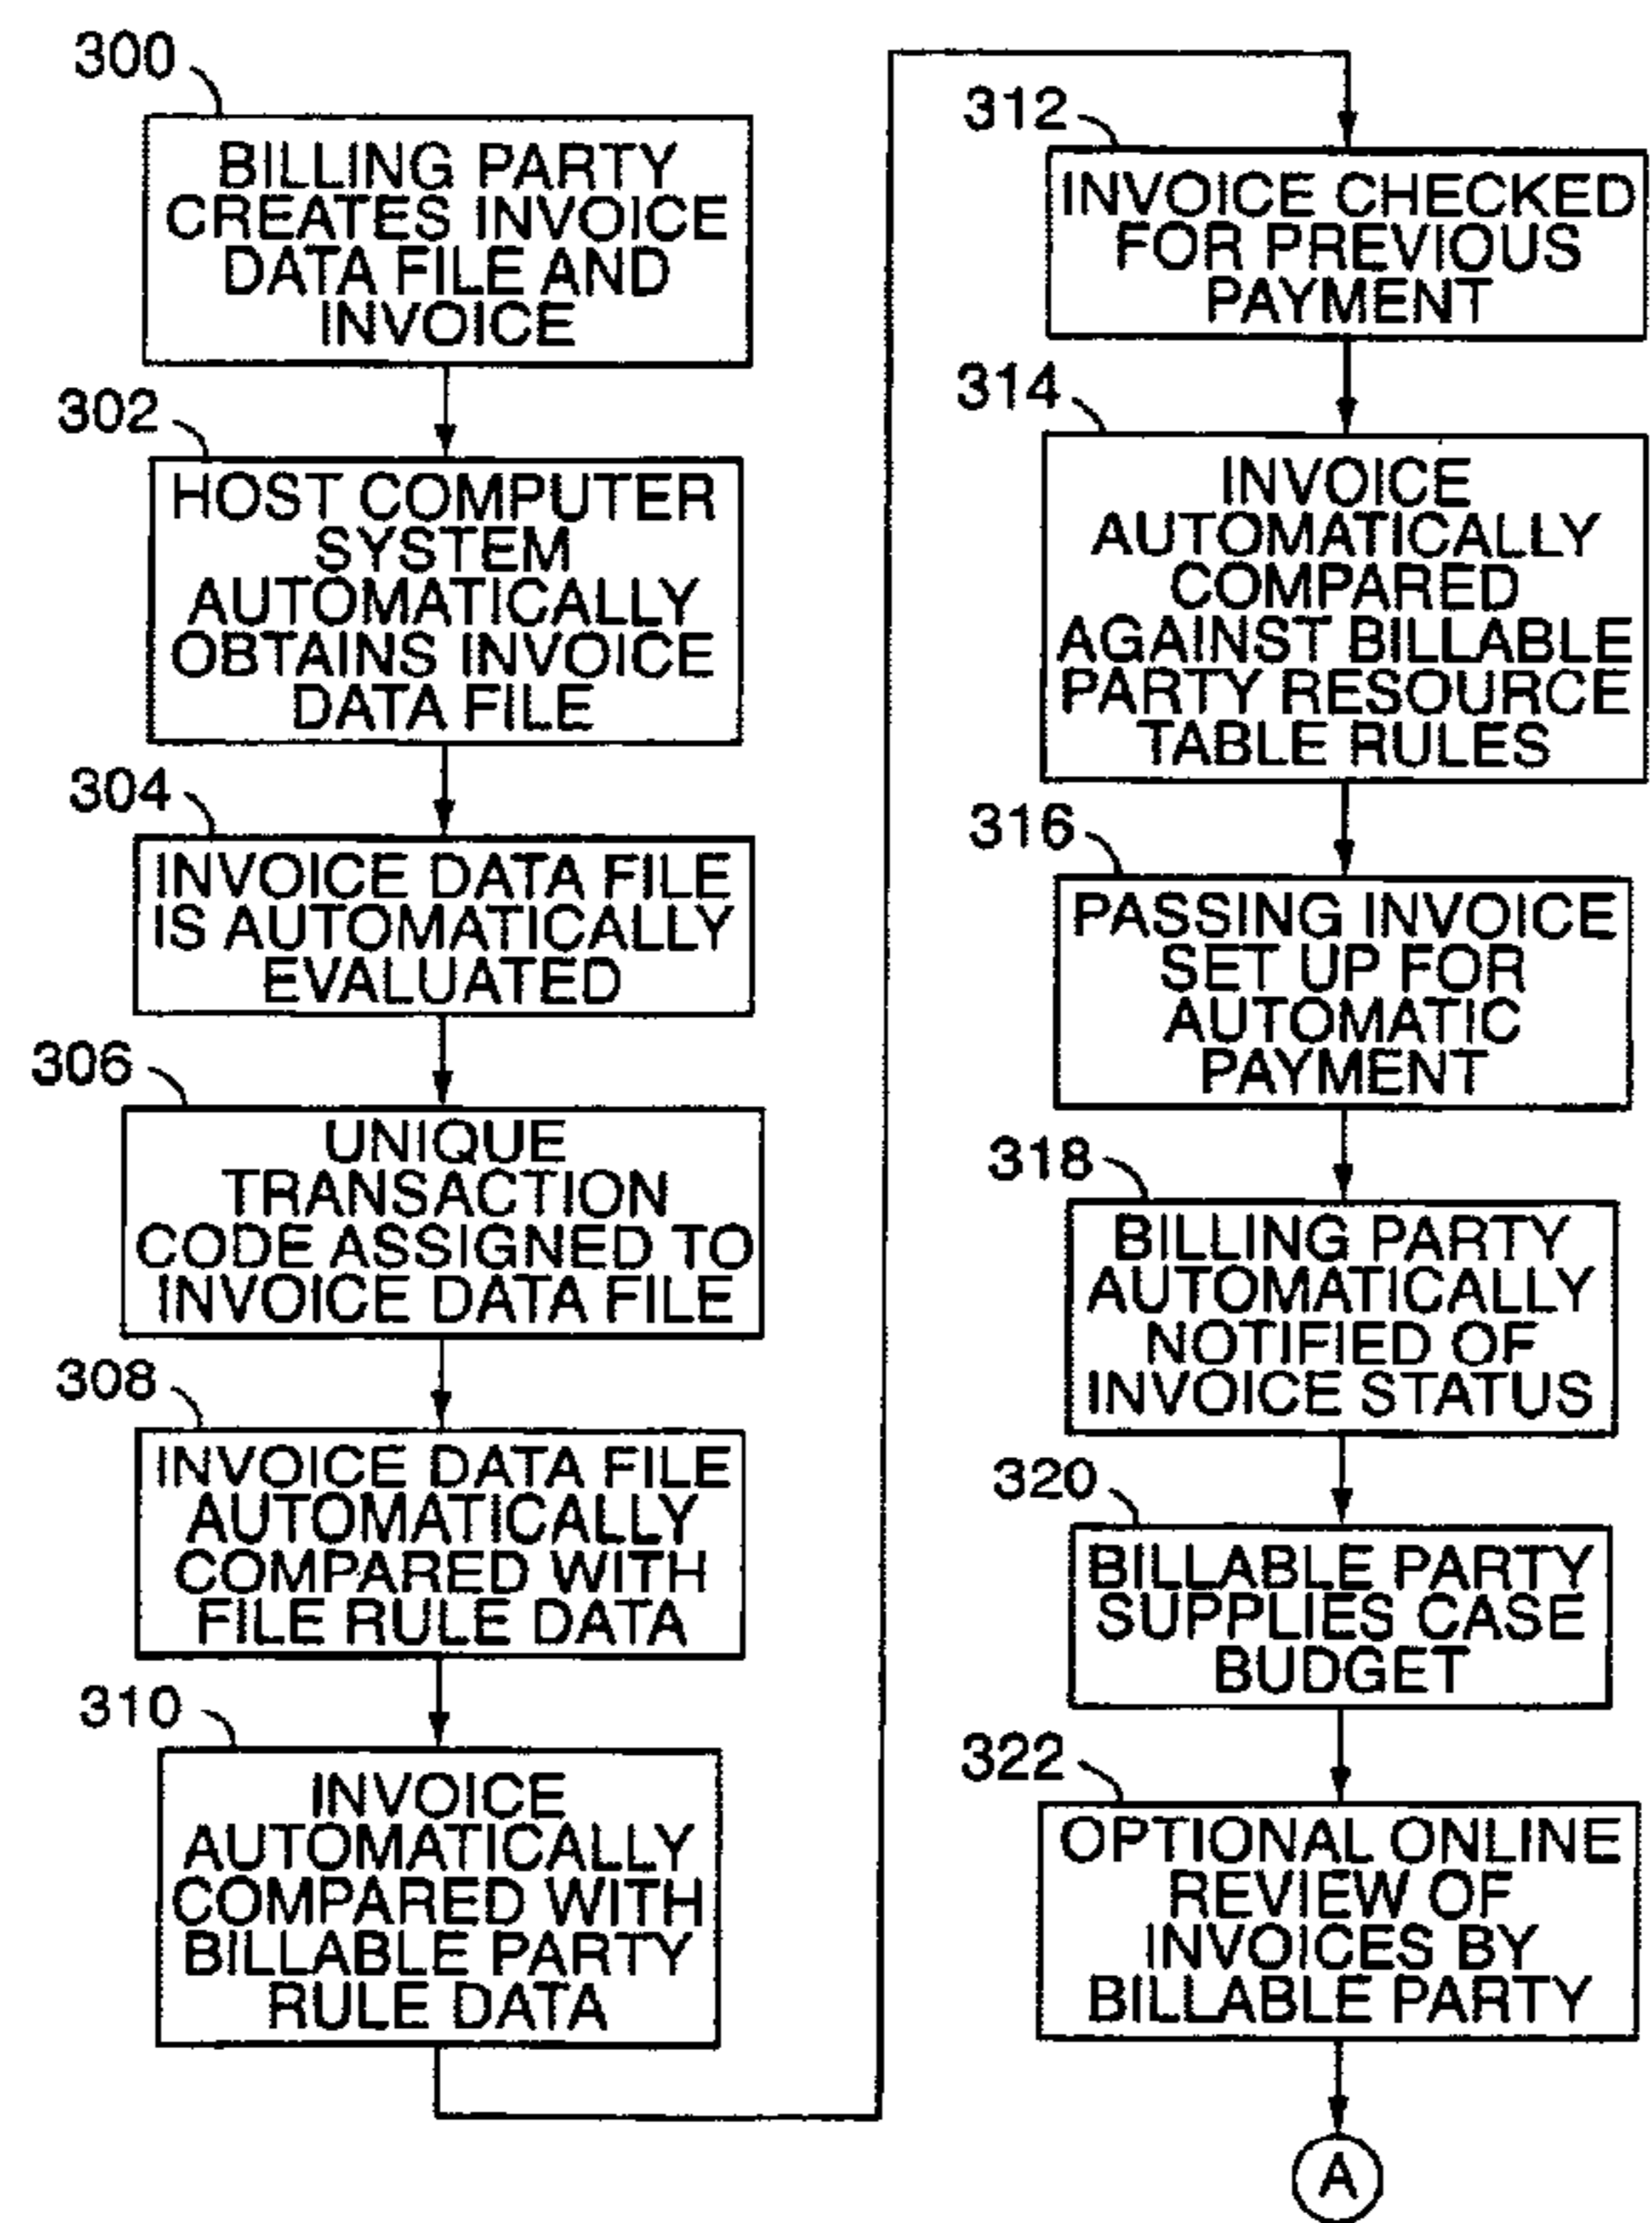 300
BILLING PARTY
CREATES INVOICE
DATA FILE AND
INVOICE
302
HOST COMPUTER
SYSTEM
AUTOMATICALLY
OBTAINS INVOICE
DATA FILE
304
INVOICE DATA FILE
IS AUTOMATICALLY
EVALUATED
306
UNIQUE
TRANSACTION
CODE ASSIGNED TO
INVOICE DATA FILE
308
INVOICE DATA FILE
AUTOMATICALLY
COMPARED WITH
FILE RULE DATA
310
INVOICE
AUTOMATICALLY
COMPARED WITH
BILLABLE PARTY
RULE DATA
312
INVOICE CHECKED
FOR PREVIOUS
PAYMENT
314
INVOICE
AUTOMATICALLY
COMPARED
AGAINST BILLABLE
PARTY RESOURCE
TABLE RULES
316
PASSING INVOICE
SET UP FOR
AUTOMATIC
PAYMENT
318
BILLING PARTY
AUTOMATICALLY
NOTIFIED OF
INVOICE STATUS
320
BILLABLE PARTY
SUPPLIES CASE
BUDGET
322
OPTIONAL ONLINE
REVIEW OF
INVOICES BY
BILLABLE PARTY
A